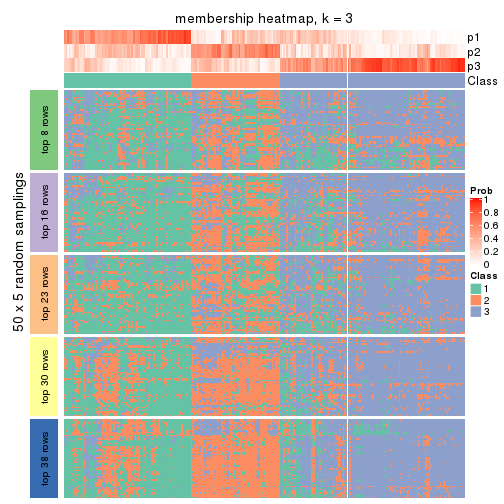 membership heatmap, k = 3
p1
p2
p3
Class
50 x 5 random samplings
top 8 rows
top 16 rows
top 23 rows
top 30 rows
top 38 rows
Prob
1
0.8
0.6
0.4
0.2
0
Class
1
2
3